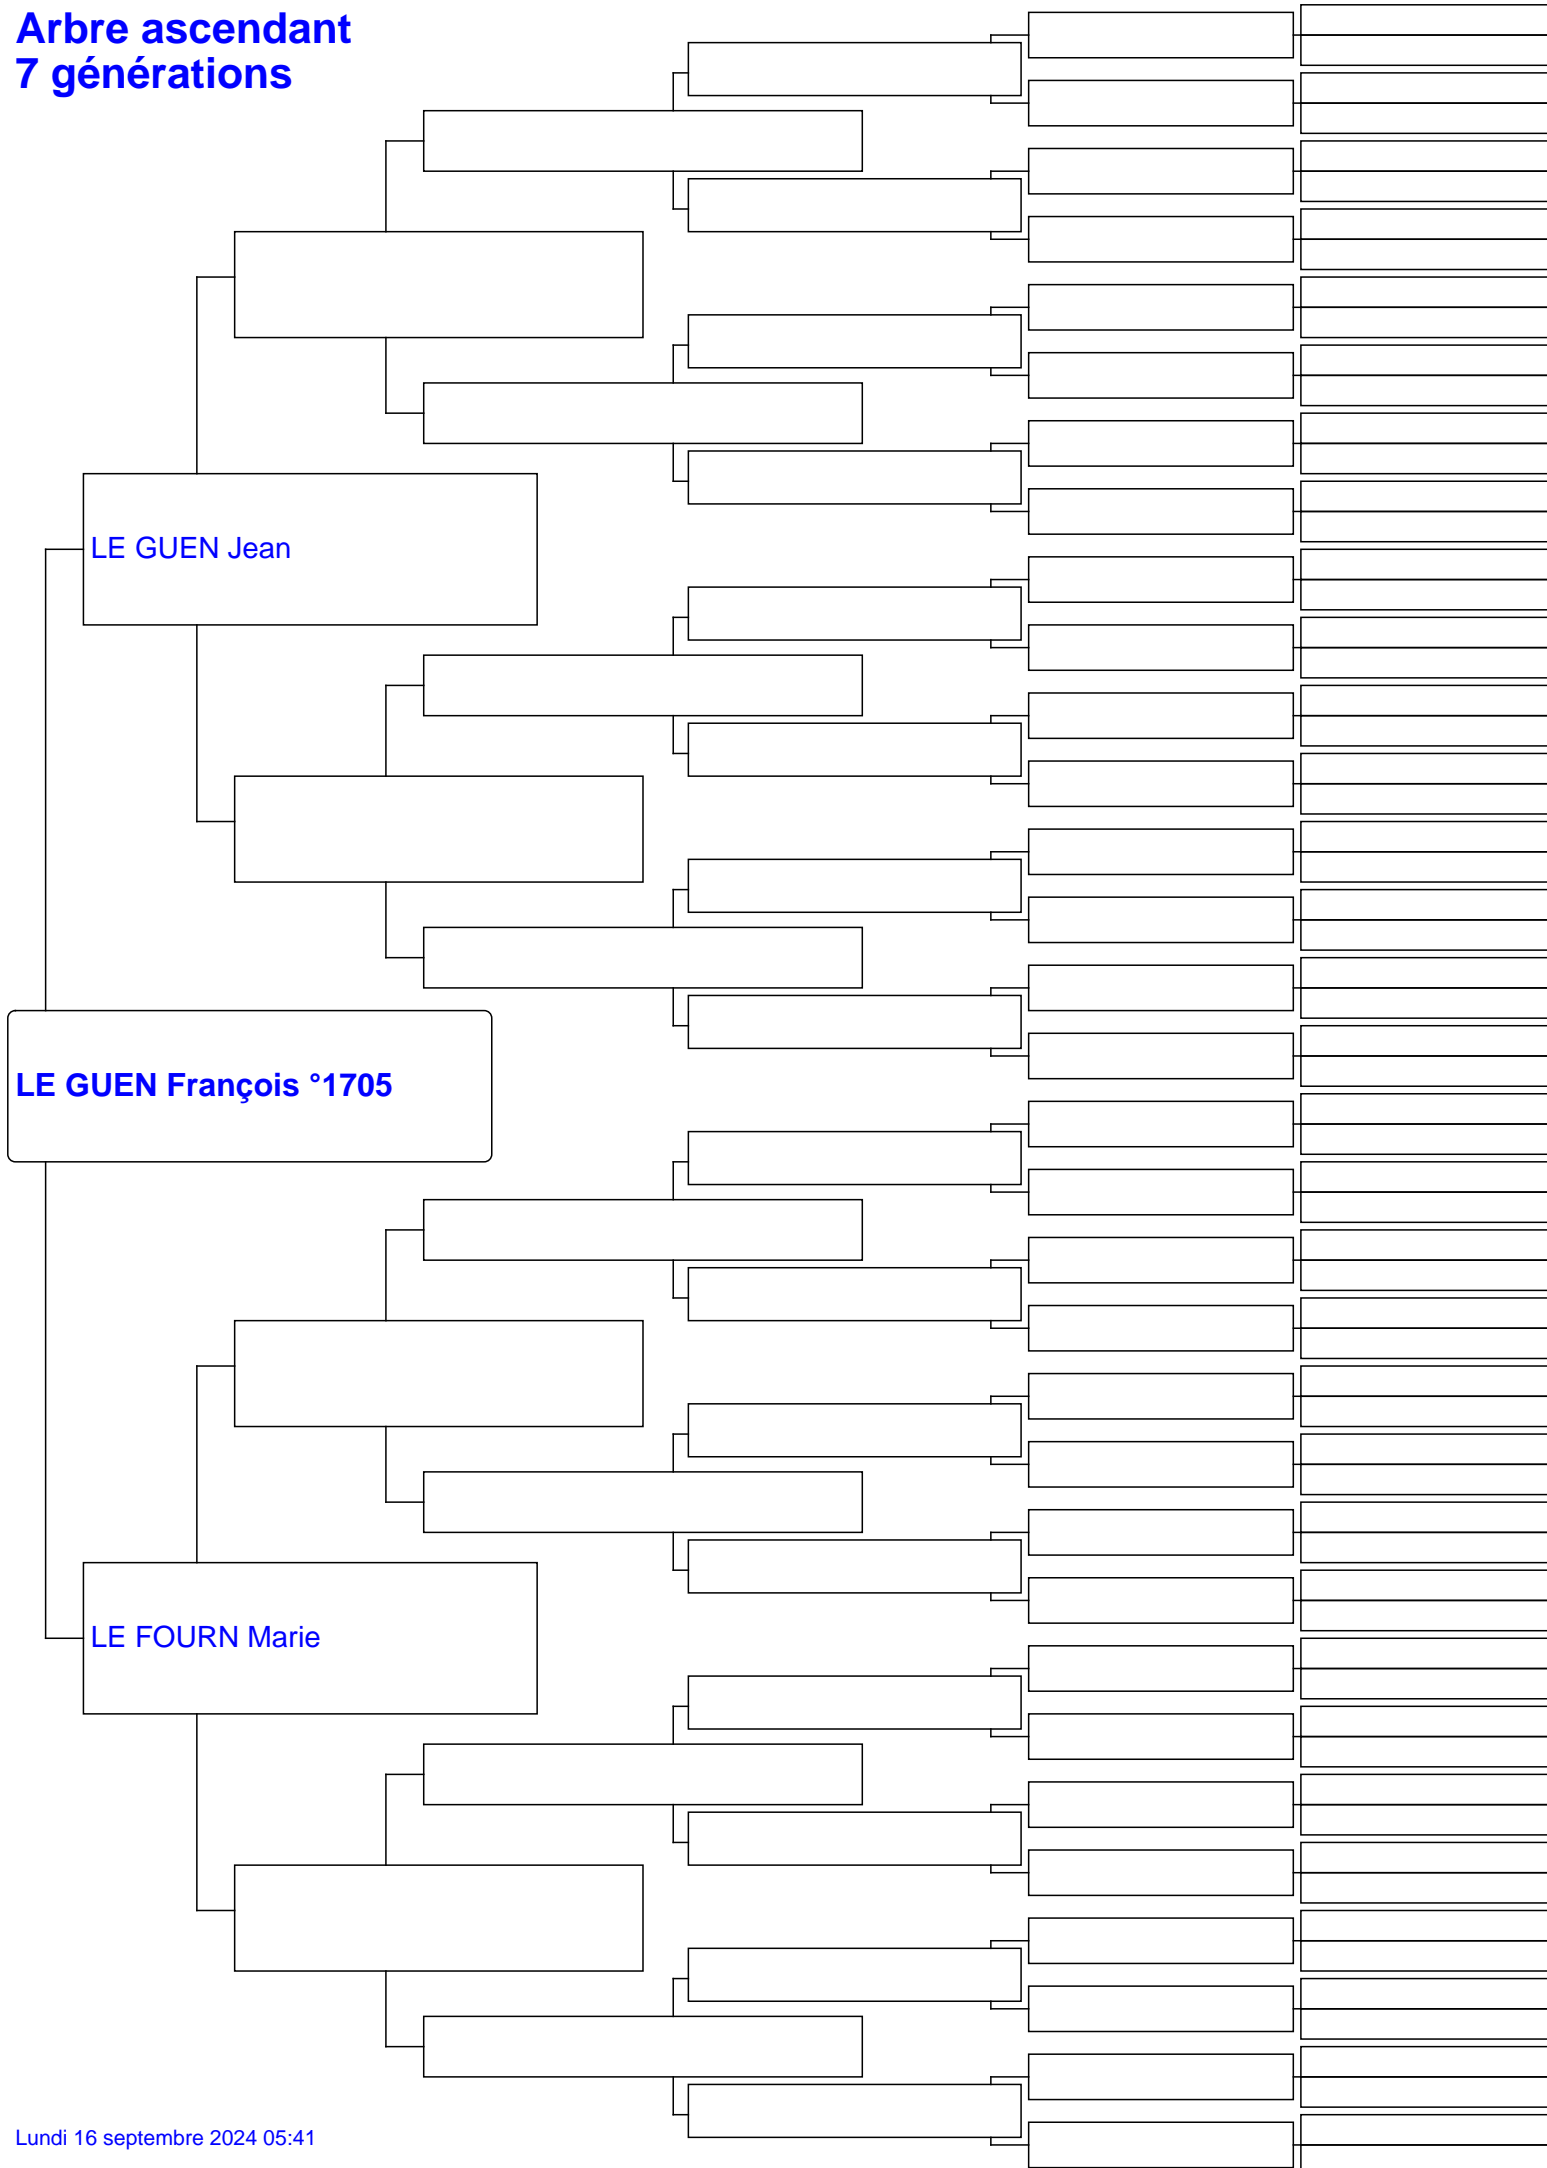 Arbre ascendant
7 générations
LE GUEN Jean
LE GUEN François °1705
LE FOURN Marie
Lundi 16 septembre 2024 05:41